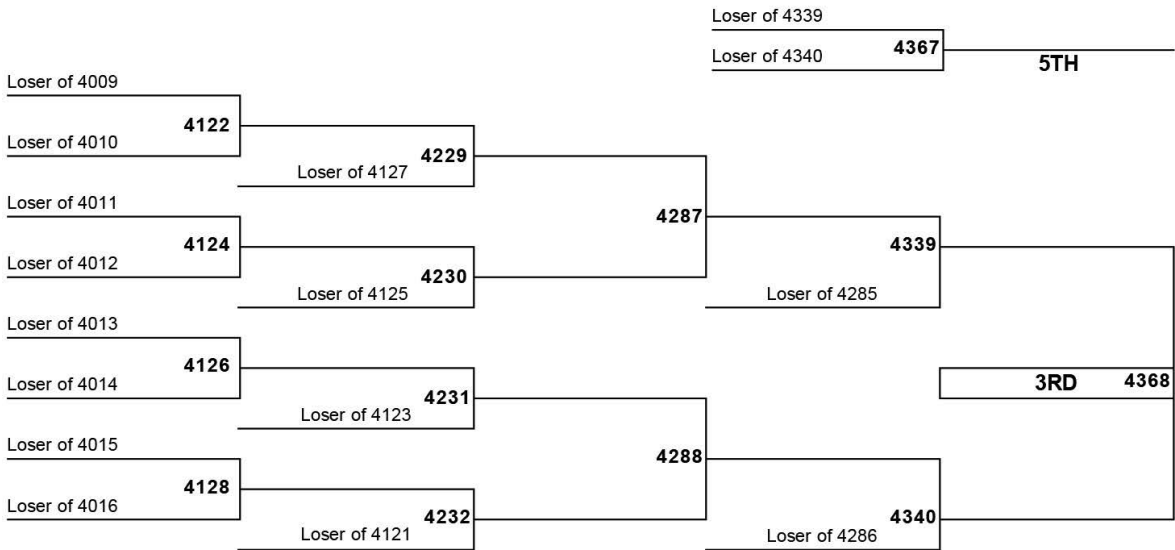 Loser of 4339
4367
Loser of 4340
5TH
Loser of 4009
4122
Loser of 4010
4229
Loser of 4127
Loser of 4011
4287
4124
4339
Loser of 4012
4230
Loser of 4125
Loser of 4285
Loser of 4013
4126
3RD 4368
Loser of 4014
4231
Loser of 4123
Loser of 4015
4288
4128
Loser of 4016
4232
4340
Loser of 4121
Loser of 4286